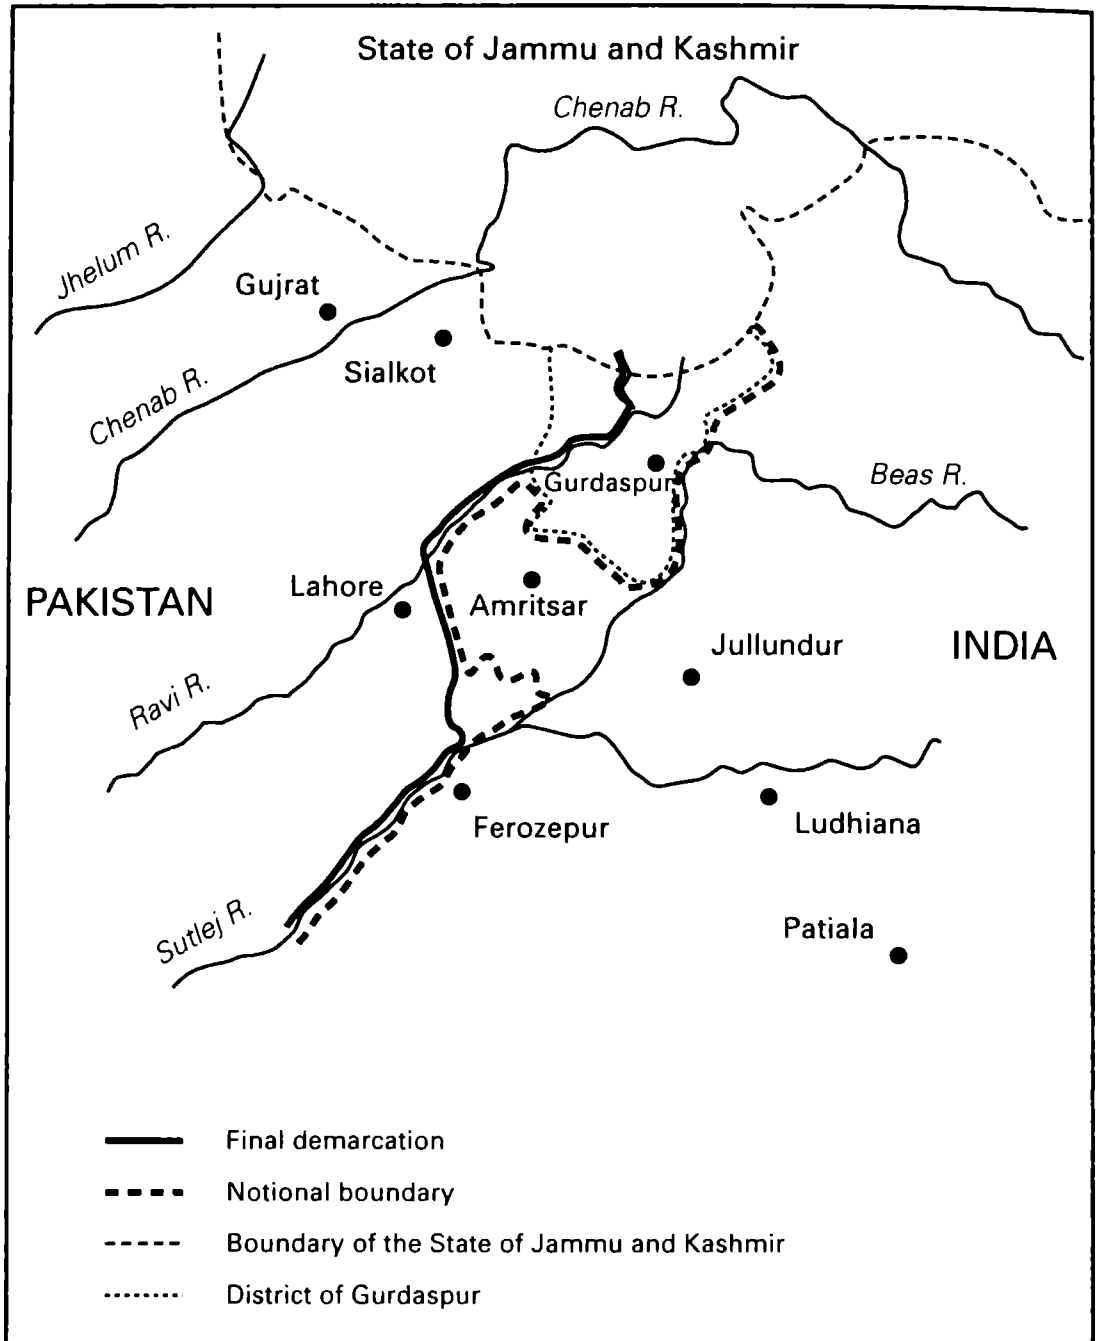 State of Jammu and Kashmir
Chenab R.
Jhelum R.
Gujrat
Sialkot
Chenab R.
Gurdaspur
Beas R.
PAKISTAN
Lahore
Amritsar
Jullundur
INDIA
Ravi R.
Ferozepur
Ludhiana
Sutlej R.
Patiala
Final demarcation
Notional boundary
Boundary of the State of Jammu and Kashmir
District of Gurdaspur